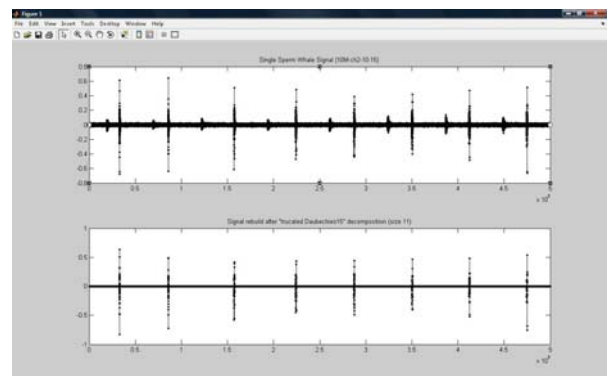 Figure 1
File Edit View Insert Tools Desktop Window Help
Single Sperm Whale Signal (10M-ch2-10:15)
0.8
0.6
0.4
0.2
0
-0.2
-0.4
-0.6
-0.8
0 0.5 1 1.5 2 2.5 3 3.5 4 4.5 5
x 10
Signal rebuild after "trucated Daubechies15" decomposition (size 11)
1
0.5
0
-0.5
-1
0 0.5 1 1.5 2 2.5 3 3.5 4 4.5 5
x 10